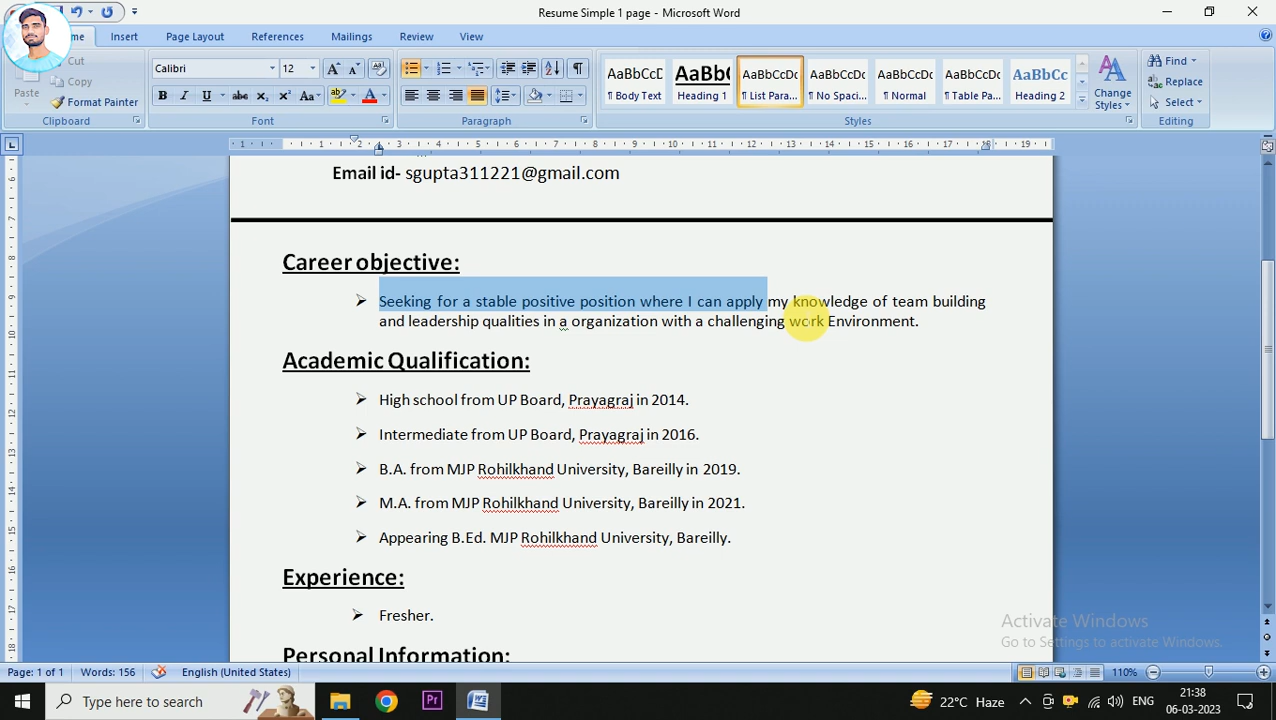 Resume Simple 1 page - Microsoft Word
Home Insert Page Layout References Mailings Review View
Paste
Cut
Copy
Format Painter
Clipboard
Calibri 12
B I U abc
Font
Paragraph
AaBbCcD AaBb( AaBbCcDc AaBbCcDc AaBbCcDc AaBbCcDc AaBbCc
¶ Body Text Heading 1 ¶ List Para... ¶ No Spaci... ¶ Normal ¶ Table Pa... Heading 2
Change Styles
Styles
Find
Replace
Select
Editing
Email id- sgupta311221@gmail.com
Career objective:
Seeking for a stable positive position where I can apply my knowledge of team building
and leadership qualities in a organization with a challenging work Environment.
Academic Qualification:
High school from UP Board, Prayagraj in 2014.
Intermediate from UP Board, Prayagraj in 2016.
B.A. from MJP Rohilkhand University, Bareilly in 2019.
M.A. from MJP Rohilkhand University, Bareilly in 2021.
Appearing B.Ed. MJP Rohilkhand University, Bareilly.
Experience:
Fresher.
Personal Information:
Activate Windows
Go to Settings to activate Windows.
Page: 1 of 1 Words: 156 English (United States) 110%
Type here to search 22°C Haze ENG 21:38
06-03-2023